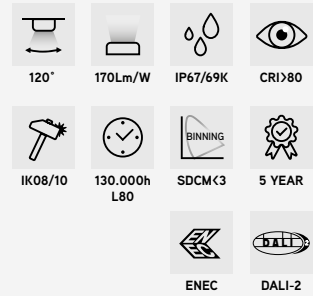 120°
170Lm/W
IP67/69K
CRI>80
IK08/10
130.000h
L80
BINNING
SDCM<3
5 YEAR
ENEC
DALI
ENEC
DALI-2